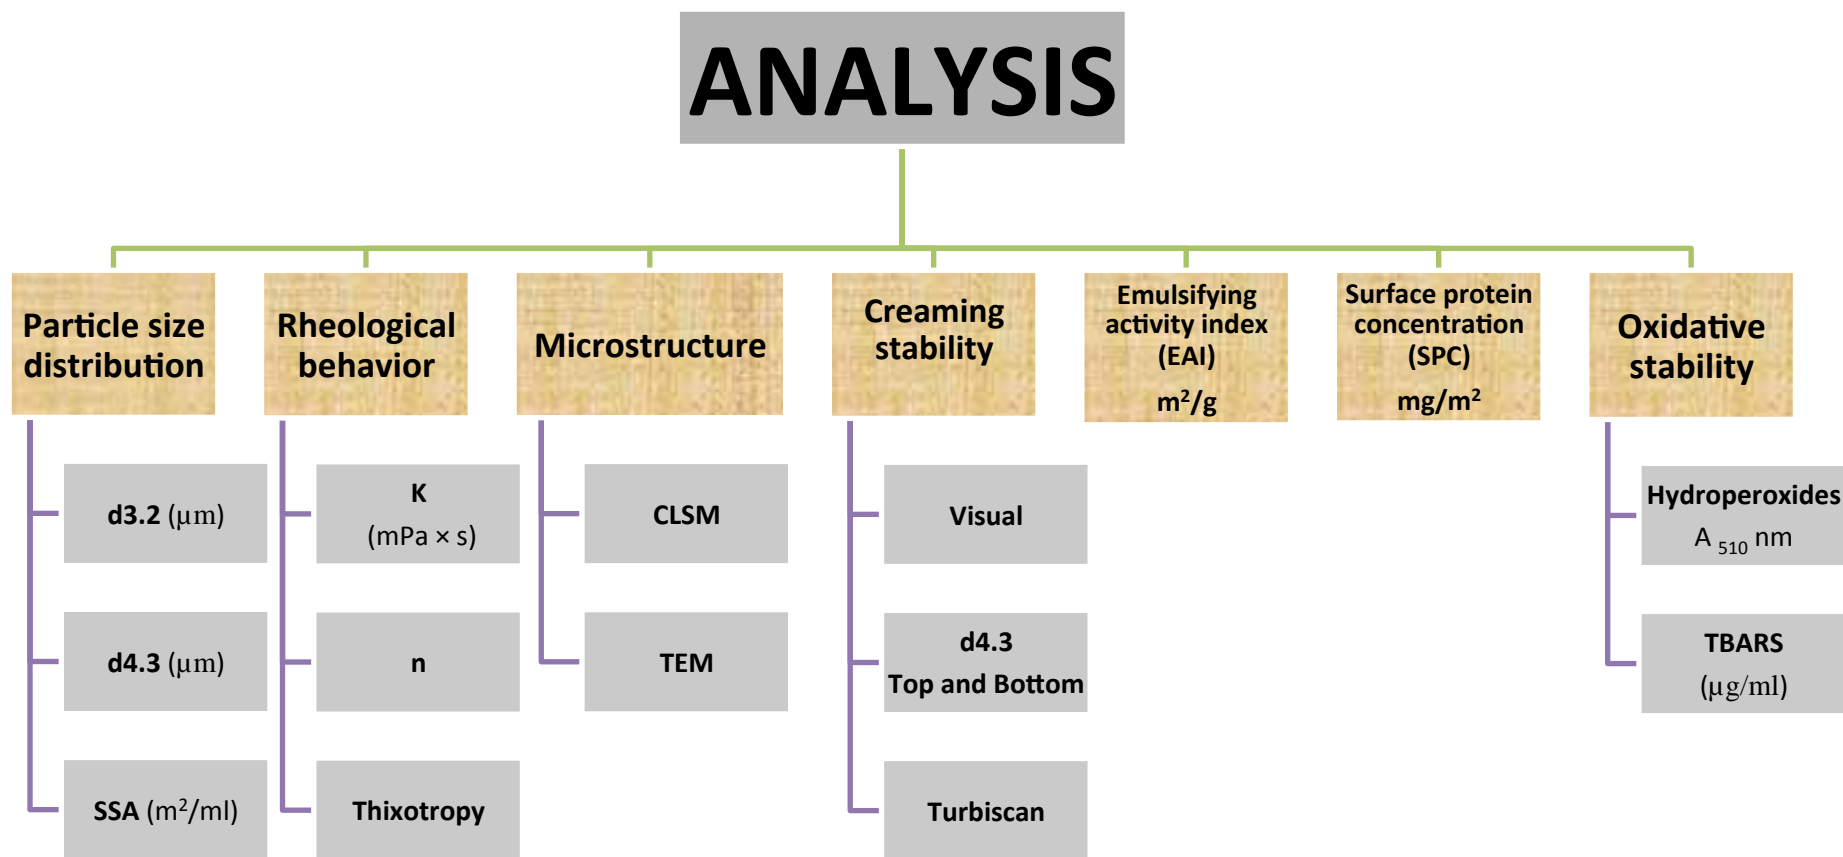 ANALYSIS
Particle size
distribution
d3.2 (µm)
d4.3 (µm)
SSA (m²/ml)
Rheological
behavior
K
(mPa × s)
n
Thixotropy
Microstructure
CLSM
TEM
Creaming
stability
Visual
d4.3
Top and Bottom
Turbiscan
Emulsifying
activity index
(EAI)
m²/g
Surface protein
concentration
(SPC)
mg/m²
Oxidative
stability
Hydroperoxides
A ₅₁₀ nm
TBARS
(µg/ml)